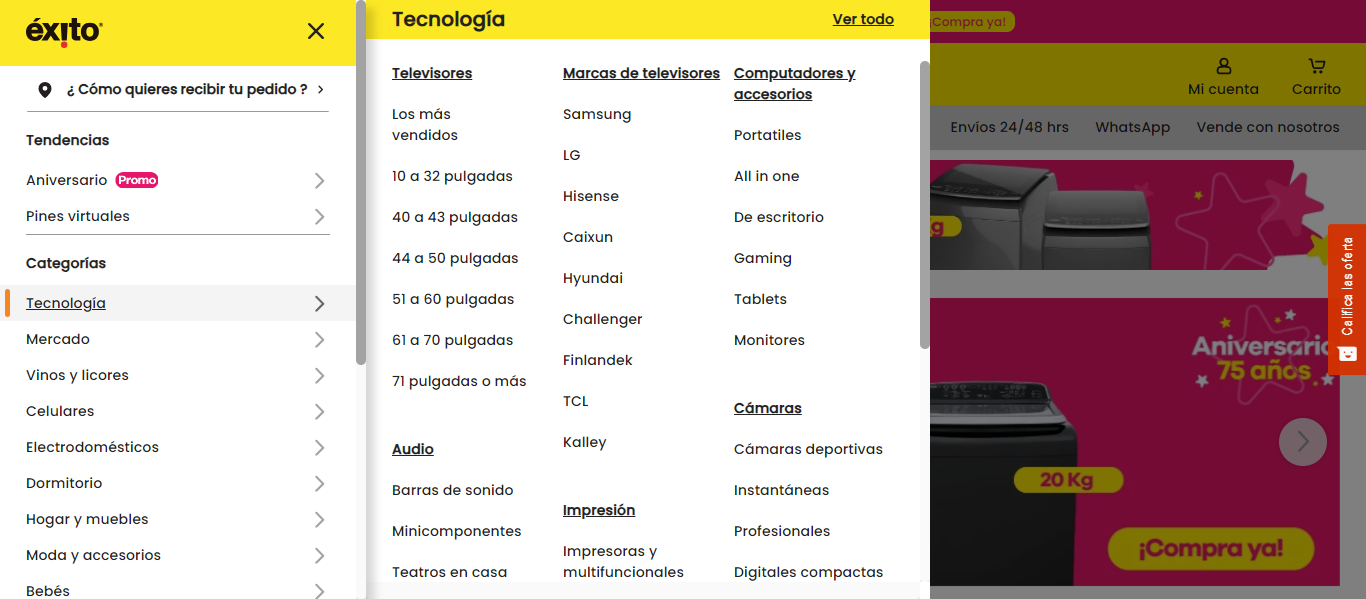 éxito
¿ Cómo quieres recibir tu pedido ?
Tendencias
Aniversario Promo
Pines virtuales
Categorías
Tecnología
Mercado
Vinos y licores
Celulares
Electrodomésticos
Dormitorio
Hogar y muebles
Moda y accesorios
Bebés
Tecnología
Ver todo
Televisores
Los más
vendidos
10 a 32 pulgadas
40 a 43 pulgadas
44 a 50 pulgadas
51 a 60 pulgadas
61 a 70 pulgadas
71 pulgadas o más
Audio
Barras de sonido
Minicomponentes
Teatros en casa
Marcas de televisores
Samsung
LG
Hisense
Caixun
Hyundai
Challenger
Finlandek
TCL
Kalley
Impresión
Impresoras y
multifuncionales
Computadores y
accesorios
Portatiles
All in one
De escritorio
Gaming
Tablets
Monitores
Cámaras
Cámaras deportivas
Instantáneas
Profesionales
Digitales compactas
¡Compra ya!
Mi cuenta
Carrito
Envíos 24/48 hrs
WhatsApp
Vende con nosotros
Aniversario
75 años
20 Kg
¡Compra ya!
Califica las oferta